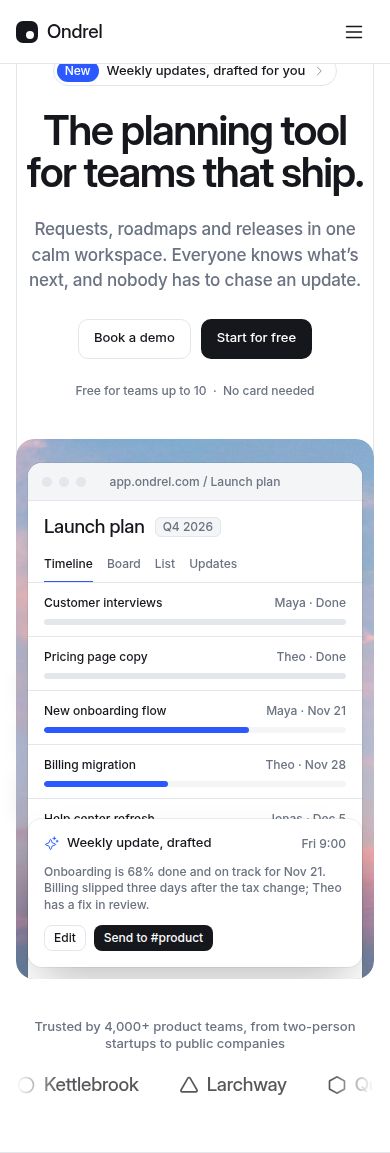 Ondrel
New Weekly updates, drafted for you
The planning tool
for teams that ship.
Requests, roadmaps and releases in one
calm workspace. Everyone knows what’s
next, and nobody has to chase an update.
Book a demo Start for free
Free for teams up to 10 · No card needed
app.ondrel.com / Launch plan
Launch plan Q4 2026
Timeline Board List Updates
Customer interviews Maya · Done
Pricing page copy Theo · Done
New onboarding flow Maya · Nov 21
Billing migration Theo · Nov 28
Help center refresh Jonas · Dec 5
Weekly update, drafted Fri 9:00
Onboarding is 68% done and on track for Nov 21.
Billing slipped three days after the tax change; Theo
has a fix in review.
Edit Send to #product
Trusted by 4,000+ product teams, from two-person
startups to public companies
Kettlebrook Larchway